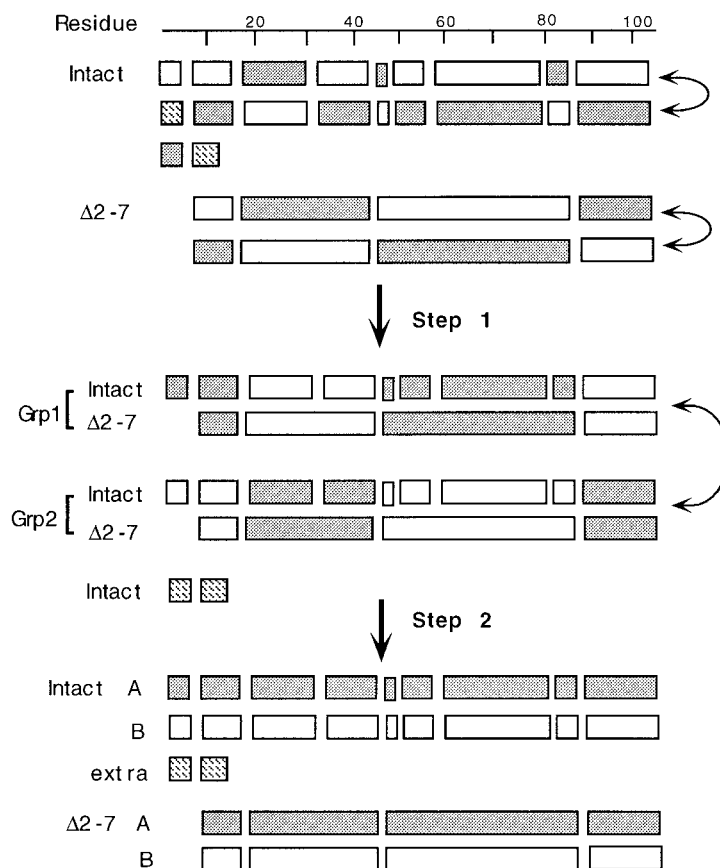 Residue 20 40 60 80 100
Intact
Δ2-7
Step 1
Grp1 [ Intact
Δ2-7
Grp2 [ Intact
Δ2-7
Intact
Step 2
Intact A
B
extra
Δ2-7 A
B